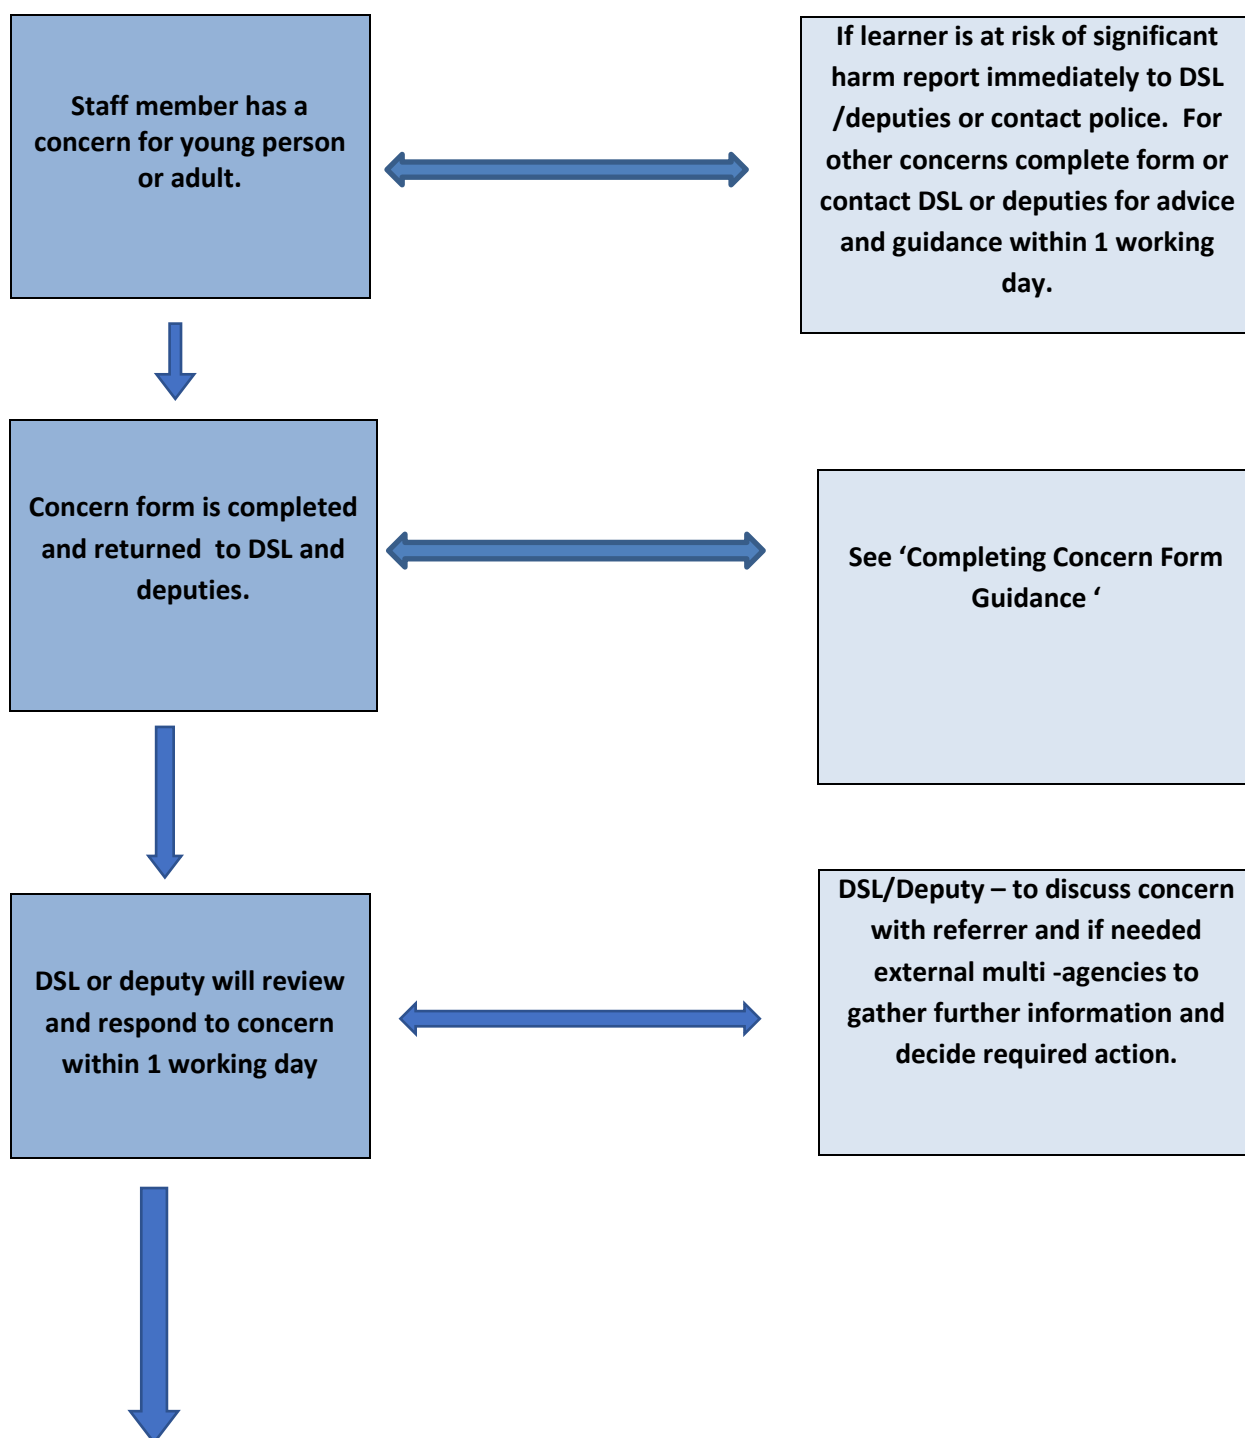 Staff member has a
concern for young person
or adult.
If learner is at risk of significant
harm report immediately to DSL
/deputies or contact police.  For
other concerns complete form or
contact DSL or deputies for advice
and guidance within 1 working
day.
Concern form is completed
and returned  to DSL and
deputies.
See ‘Completing Concern Form
Guidance ‘
DSL or deputy will review
and respond to concern
within 1 working day
DSL/Deputy – to discuss concern
with referrer and if needed
external multi -agencies to
gather further information and
decide required action.